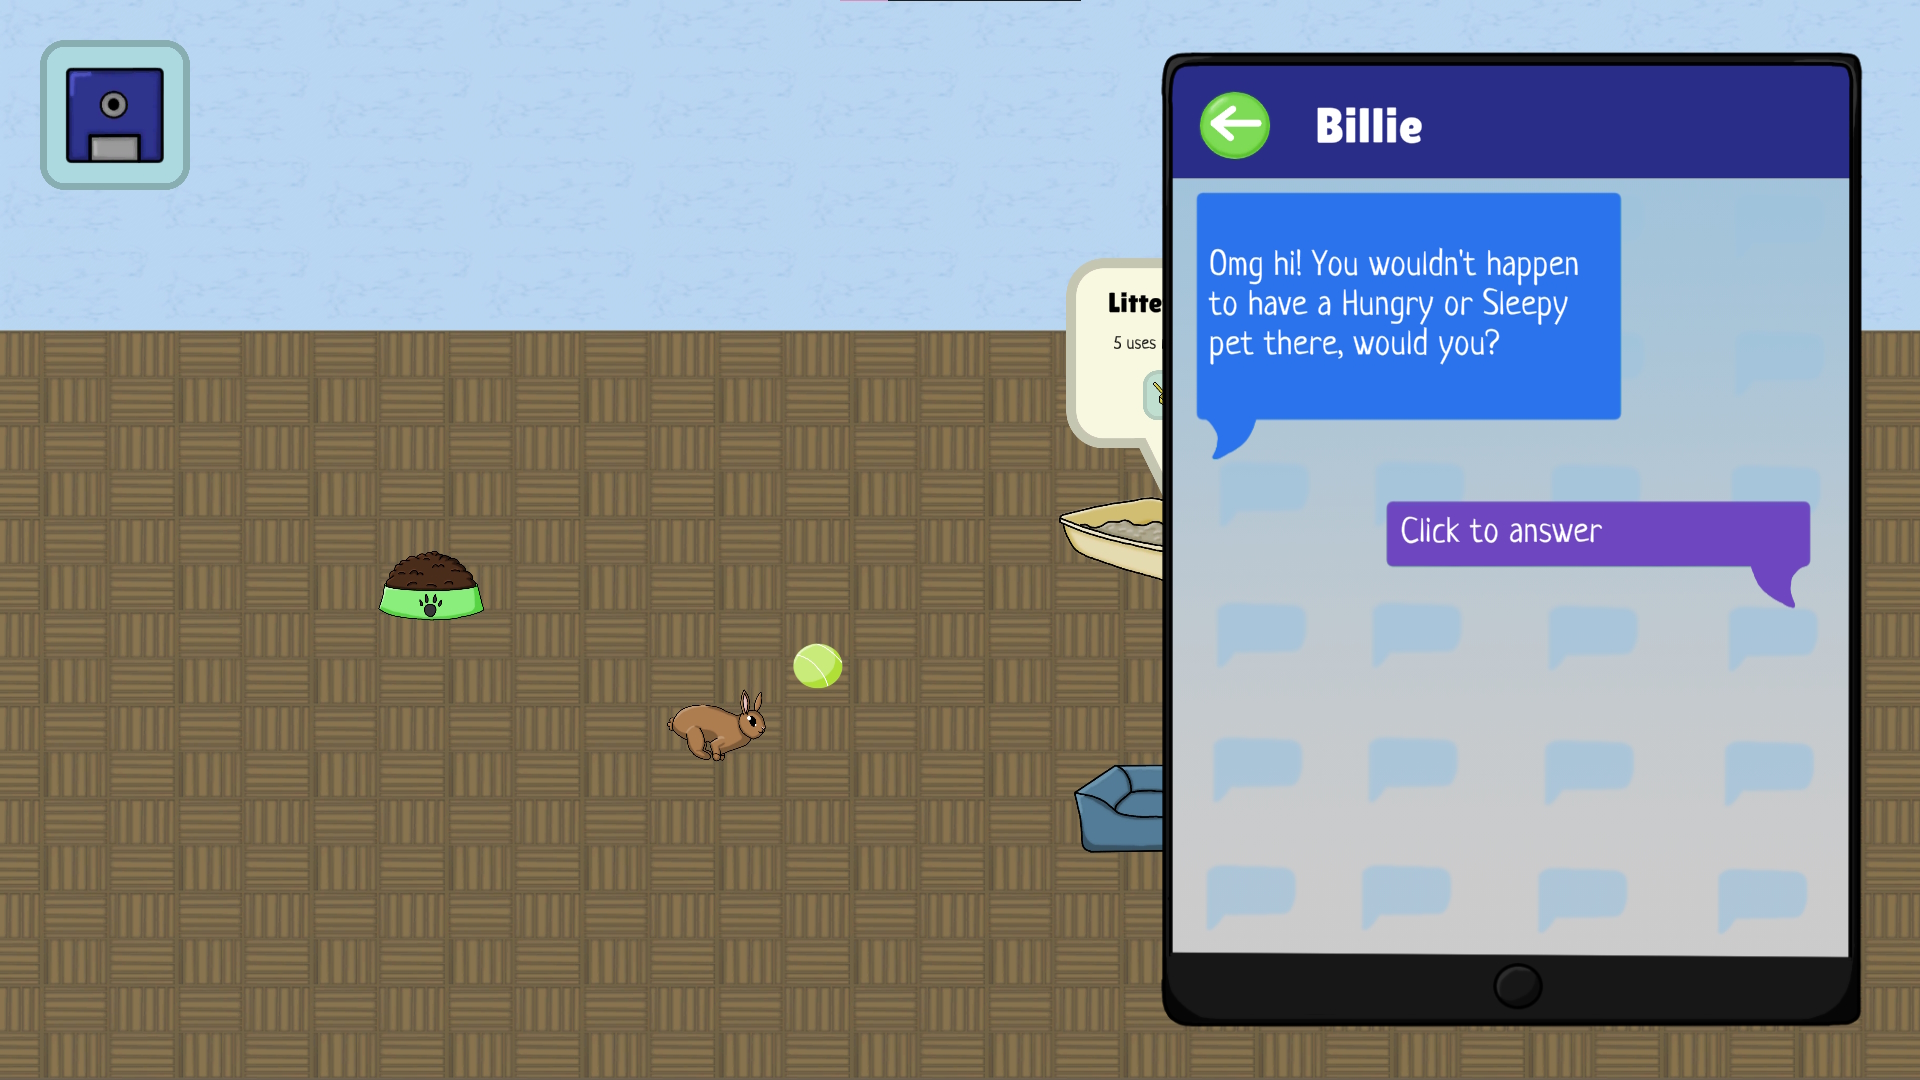 Billie
Omg hi! You wouldn't happen
to have a Hungry or Sleepy
pet there, would you?
Click to answer
5 uses